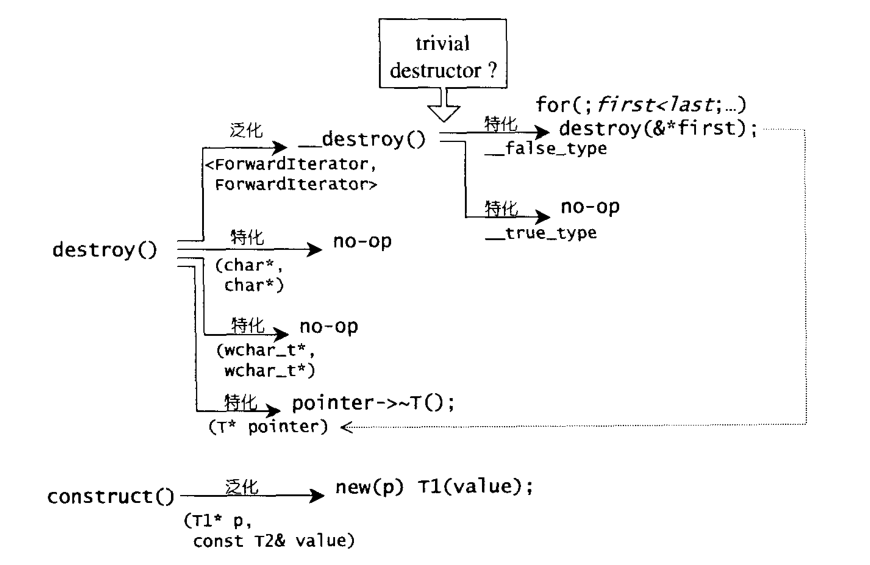 trivial
destructor ?
for(;first<last;…)
泛化
__destroy()
特化
destroy(&*first);
<ForwardIterator,
ForwardIterator>
__false_type
特化
no-op
__true_type
destroy()
特化
no-op
(char*,
char*)
特化
no-op
(wchar_t*,
wchar_t*)
特化
pointer->~T();
(T* pointer)
construct()
泛化
new(p) T1(value);
(T1* p,
const T2& value)